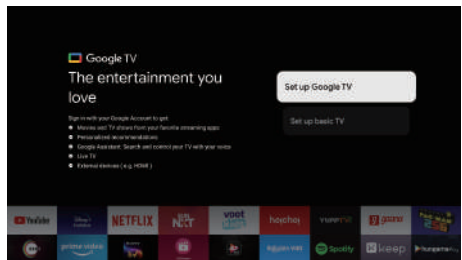 Google TV
The entertainment you
love
Sign in with your Google Account to get:
Movies and TV shows from your favorite streaming apps
Personalized recommendations
Google Assistant. Search and control your TV with your voice
Live TV
External devices ( e.g. HDMI )
Set up Google TV
Set up basic TV
YouTube
NETFLIX
voot
hoichoi
gaana
prime video
Spotify
keep
hungama